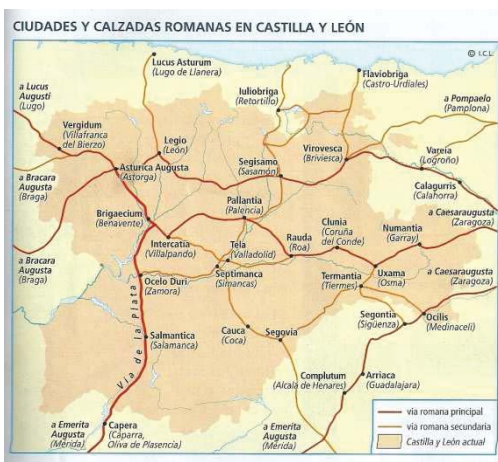 CIUDADES Y CALZADAS ROMANAS EN CASTILLA Y LEÓN
© I.C.L.
Lucus Asturum
(Lugo de Llanera)
Flaviobriga
(Castro-Urdiales)
a Lucus
Augusti
(Lugo)
Iuliobriga
(Retortillo)
a Pompaelo
(Pamplona)
Vergidum
(Villafranca
del Bierzo)
Legio
(León)
Virovesca
(Briviesca)
Vareia
(Logroño)
Segisamo
(Sasamón)
Asturica Augusta
(Astorga)
a Bracara
Augusta
(Braga)
Calagurris
(Calahorra)
Pallantia
(Palencia)
Brigaecium
(Benavente)
Clunia
(Coruña
del Conde)
a Caesaraugusta
(Zaragoza)
Numantia
(Garray)
Intercatia
(Villalpando)
Tela
(Valladolid)
Rauda
(Roa)
a Bracara
Augusta
(Braga)
Ocelo Duri
(Zamora)
Septimanca
(Simancas)
Termantia
(Tiermes)
Uxama
(Osma)
a Caesaraugusta
(Zaragoza)
Vía de la Plata
Salmantica
(Salamanca)
Cauca
(Coca)
Segovia
Segontia
(Sigüenza)
Ocilis
(Medinaceli)
Complutum
(Alcalá de Henares)
Arriaca
(Guadalajara)
a Emerita
Augusta
(Mérida)
Capera
(Cáparra,
Oliva de Plasencia)
a Emerita
Augusta
(Mérida)
vía romana principal
vía romana secundaria
Castilla y León actual